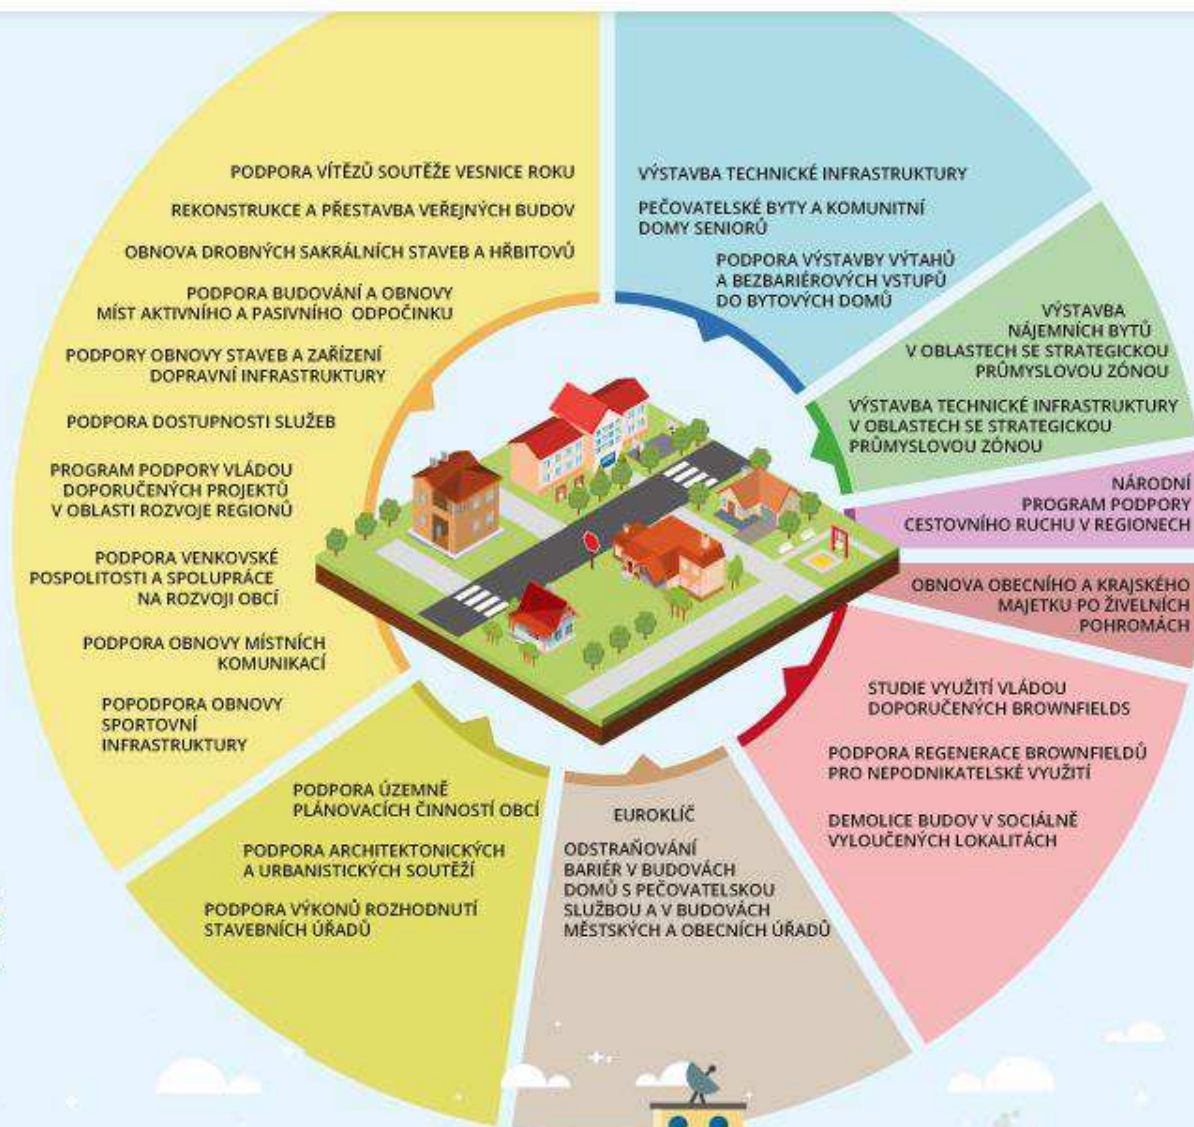 PODPORA VÍTĚZŮ SOUTĚŽE VESNICE ROKU
REKONSTRUKCE A PŘESTAVBA VEŘEJNÝCH BUDOV
OBNOVA DROBNÝCH SAKRÁLNÍCH STAVEB A HŘBITOVŮ
PODPORA BUDOVÁNÍ A OBNOVY
MÍST AKTIVNÍHO A PASIVNÍHO ODPOČINKU
PODPORY OBNOVY STAVEB A ZAŘÍZENÍ
DOPRAVNÍ INFRASTRUKTURY
PODPORA DOSTUPNOSTI SLUŽEB
PROGRAM PODPORY VLÁDOU
DOPORUČENÝCH PROJEKTŮ
V OBLASTI ROZVOJE REGIONŮ
PODPORA VENKOVSKÉ
POSPOLITOSTI A SPOLUPRÁCE
NA ROZVOJI OBCÍ
PODPORA OBNOVY MÍSTNÍCH
KOMUNIKACÍ
POPODPORA OBNOVY
SPORTOVNÍ
INFRASTRUKTURY
VÝSTAVBA TECHNICKÉ INFRASTRUKTURY
PEČOVATELSKÉ BYTY A KOMUNITNÍ
DOMY SENIORŮ
PODPORA VÝSTAVBY VÝTAHŮ
A BEZBARIÉROVÝCH VSTUPŮ
DO BYTOVÝCH DOMŮ
VÝSTAVBA
NÁJEMNÍCH BYTŮ
V OBLASTECH SE STRATEGICKOU
PRŮMYSLOVOU ZÓNOU
VÝSTAVBA TECHNICKÉ INFRASTRUKTURY
V OBLASTECH SE STRATEGICKOU
PRŮMYSLOVOU ZÓNOU
NÁRODNÍ
PROGRAM PODPORY
CESTOVNÍHO RUCHU V REGIONECH
OBNOVA OBECNÍHO A KRAJSKÉHO
MAJETKU PO ŽIVELNÍCH
POHROMÁCH
STUDIE VYUŽITÍ VLÁDOU
DOPORUČENÝCH BROWNFIELDS
PODPORA REGENERACE BROWNFIELDŮ
PRO NEPODNIKATELSKÉ VYUŽITÍ
DEMOLICE BUDOV V SOCIÁLNĚ
VYLOUČENÝCH LOKALITÁCH
EUROKLÍČ
ODSTRAŇOVÁNÍ
BARIÉR V BUDOVÁCH
DOMŮ S PEČOVATELSKOU
SLUŽBOU A V BUDOVÁCH
MĚSTSKÝCH A OBECNÍCH ÚŘADŮ
PODPORA ÚZEMNĚ
PLÁNOVACÍCH ČINNOSTÍ OBCÍ
PODPORA ARCHITEKTONICKÝCH
A URBANISTICKÝCH SOUTĚŽÍ
PODPORA VÝKONŮ ROZHODNUTÍ
STAVEBNÍCH ÚŘADŮ